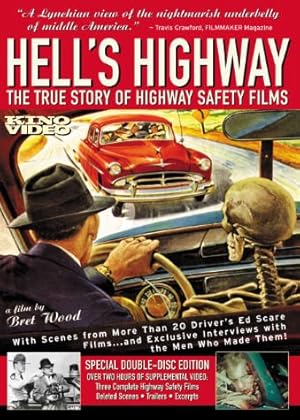 "A Lynchian view of the nightmarish underbelly
of middle America."
– Travis Crawford, FILMMAKER Magazine
HELL'S HIGHWAY
THE TRUE STORY OF HIGHWAY SAFETY FILMS
KINO
VIDEO
a film by
Bret Wood
With Scenes from More Than 20 Driver's Ed Scare
Films...and Exclusive Interviews with
the Men Who Made Them!
SPECIAL DOUBLE-DISC EDITION
OVER TWO HOURS OF SUPPLEMENTAL VIDEO:
Three Complete Highway Safety Films
Deleted Scenes • Trailers • Excerpts